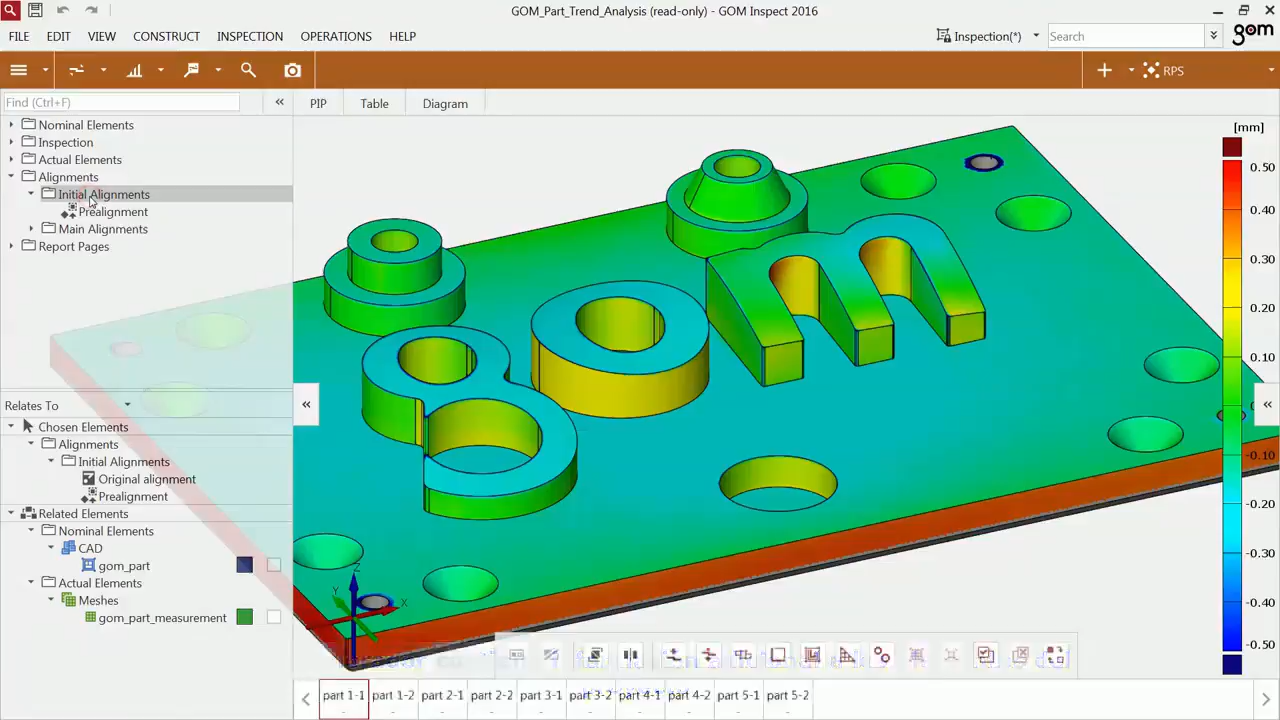 GOM_Part_Trend_Analysis (read-only) - GOM Inspect 2016
FILE EDIT VIEW CONSTRUCT INSPECTION OPERATIONS HELP
Inspection(*) Search gom
RPS
Find (Ctrl+F) PIP Table Diagram
Nominal Elements
Inspection
Actual Elements
Alignments
Initial Alignments
Prealignment
Main Alignments
Report Pages
Relates To
Chosen Elements
Alignments
Initial Alignments
Original alignment
Prealignment
Related Elements
Nominal Elements
CAD
gom_part
Actual Elements
Meshes
gom_part_measurement
gom
Z
Y
X
[mm]
0.50
0.40
0.30
0.20
0.10
-0.10
-0.20
-0.30
-0.40
-0.50
part 1-1 part 1-2 part 2-1 part 2-2 part 3-1 part 3-2 part 4-1 part 4-2 part 5-1 part 5-2